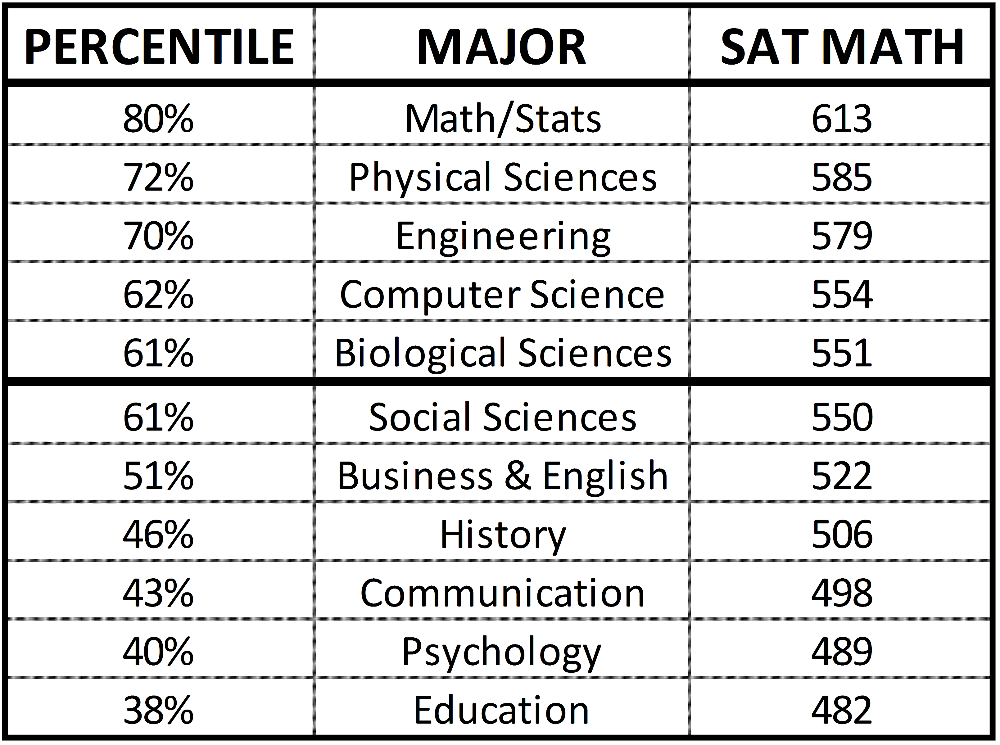 PERCENTILE MAJOR SAT MATH
80% Math/Stats 613
72% Physical Sciences 585
70% Engineering 579
62% Computer Science 554
61% Biological Sciences 551
61% Social Sciences 550
51% Business & English 522
46% History 506
43% Communication 498
40% Psychology 489
38% Education 482